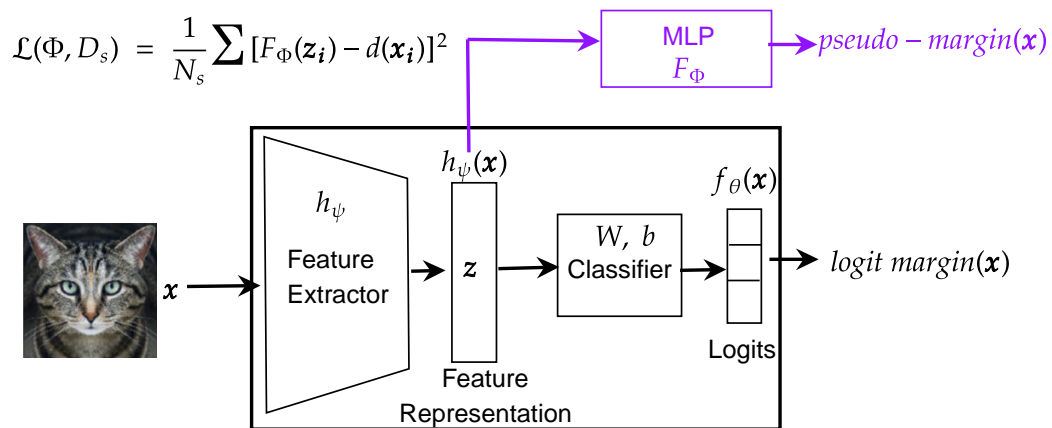 𝓛(Φ, D_s) = 1/N_s ∑ [F_Φ(z_i) − d(x_i)]²
MLP
F_Φ
pseudo − margin(x)
h_ψ(x)
f_θ(x)
h_ψ
Feature
Extractor
x
z
W, b
Classifier
logit margin(x)
Logits
Feature
Representation